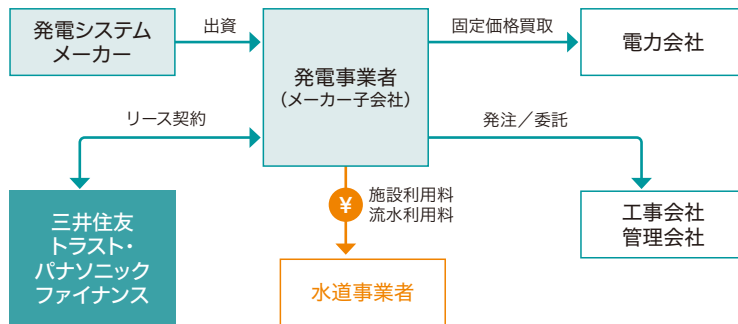 発電システム
メーカー
出資
発電事業者
（メーカー子会社）
固定価格買取
電力会社
リース契約
発注／委託
三井住友
トラスト・
パナソニック
ファイナンス
¥
施設利用料
流水利用料
工事会社
管理会社
水道事業者